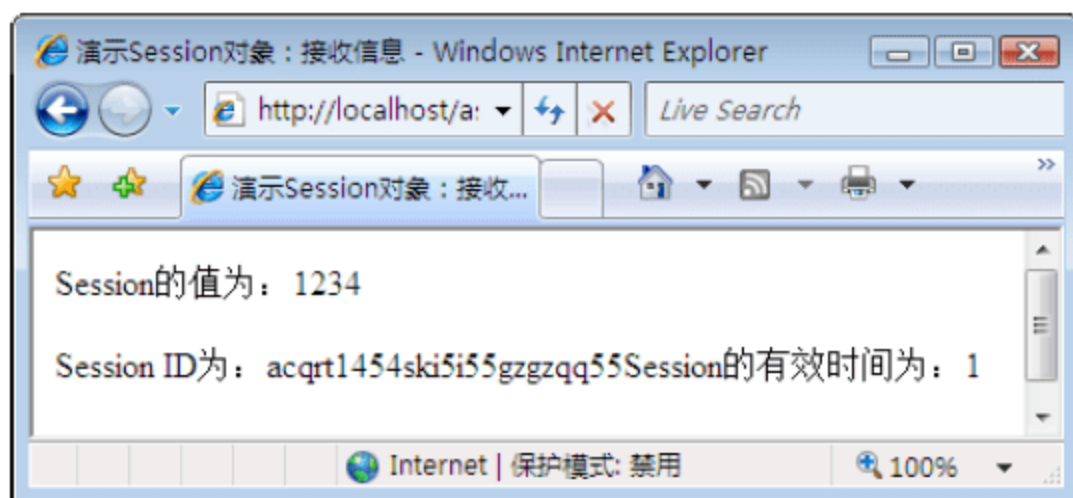 演示Session对象：接收信息 - Windows Internet Explorer
http://localhost/a
Live Search
演示Session对象：接收...
Session的值为：1234
Session ID为：acqrt1454ski5i55gzgzqq55Session的有效时间为：1
Internet | 保护模式: 禁用
100%